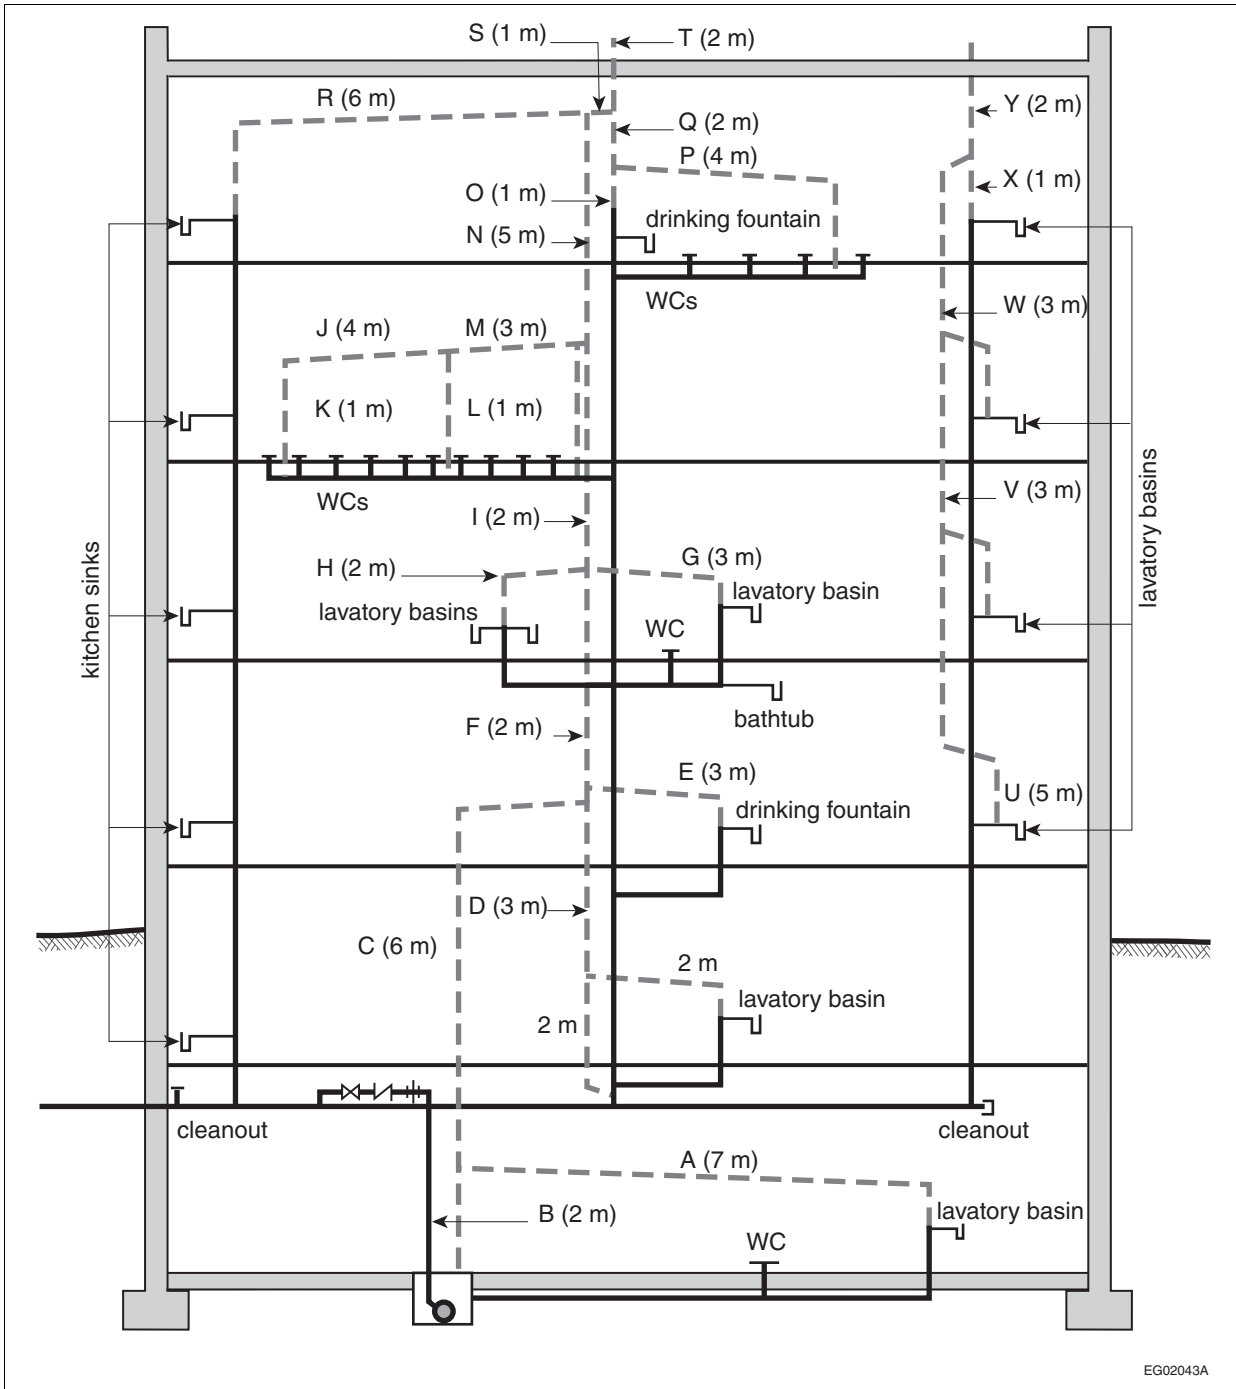 S (1 m)
T (2 m)
R (6 m)
Q (2 m)
Y (2 m)
P (4 m)
X (1 m)
O (1 m)
drinking fountain
N (5 m)
WCs
W (3 m)
J (4 m)
M (3 m)
K (1 m)
L (1 m)
WCs
I (2 m)
V (3 m)
H (2 m)
G (3 m)
lavatory basins
lavatory basin
WC
kitchen sinks
lavatory basins
bathtub
F (2 m)
E (3 m)
drinking fountain
U (5 m)
D (3 m)
C (6 m)
2 m
lavatory basin
2 m
cleanout
cleanout
A (7 m)
B (2 m)
lavatory basin
WC
EG02043A